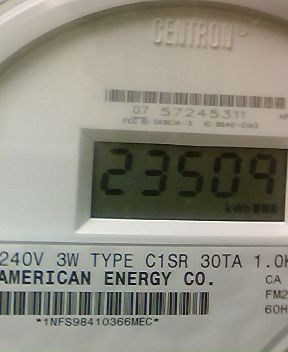 CENTRON®
07 57245311
23509
kWh
240V 3W TYPE C1SR 30TA 1.0K
AMERICAN ENERGY CO.
CA
FM2
60H
*1NFS98410366MEC*